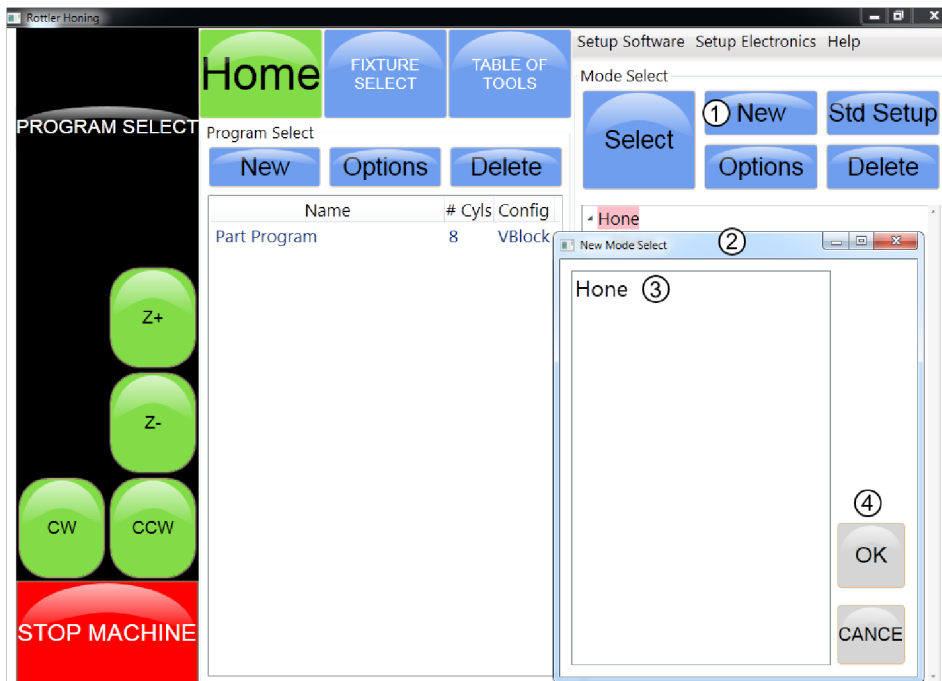 Rottler Honing
PROGRAM SELECT
Z+
Z-
CW
CCW
STOP MACHINE
Home
FIXTURE
SELECT
TABLE OF
TOOLS
Program Select
New
Options
Delete
Name # Cyls Config
Part Program 8 VBlock
Setup Software Setup Electronics Help
Mode Select
Select
1 New
Std Setup
Options
Delete
Hone
New Mode Select 2
Hone 3
4
OK
CANCE